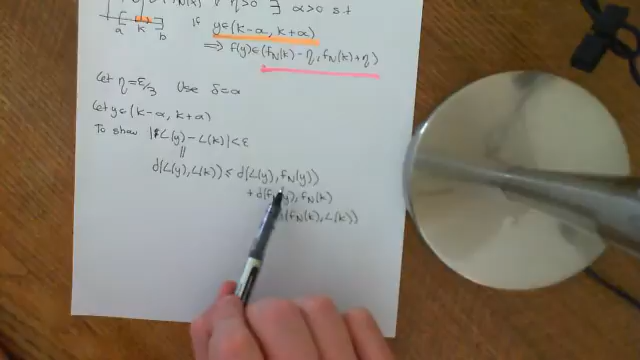 ∀ η>0 ∃ α>0 s.t
If y∈(k-α, k+α)
a k b
⇒ f(y)∈(f_N(k)-η, f_N(k)+η)
Let η=ε/3 Use δ=α
Let y∈(k-α, k+α)
To show |L(y)-L(k)|<ε
||
d(L(y), L(k)) ≤ d(L(y), f_N(y))
+ d(f_N(y), f_N(k)
(f_N(k), L(k))